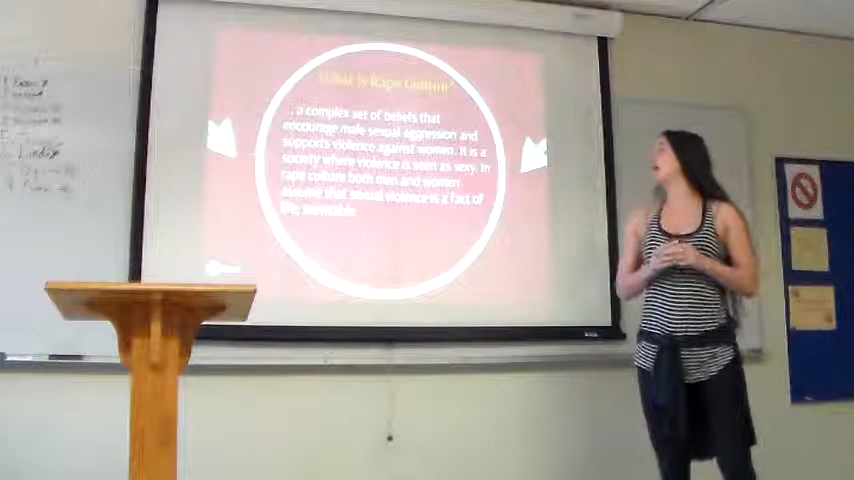 What is Rape Culture?
... a complex set of beliefs that
encourage male sexual aggression and
supports violence against women. It is a
society where violence is seen as sexy. In
rape culture both men and women
assume that sexual violence is a fact of
life, inevitable